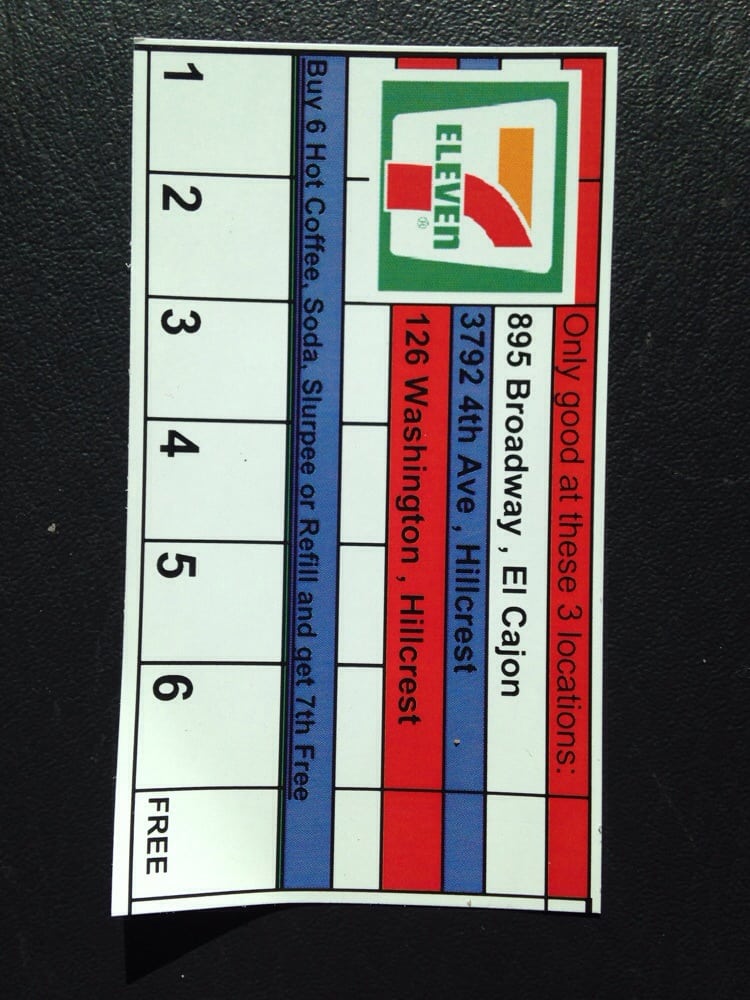 7
ELEVEn
®
Only good at these 3 locations:
895 Broadway , El Cajon
3792 4th Ave , Hillcrest
126 Washington , Hillcrest
Buy 6 Hot Coffee, Soda, Slurpee or Refill and get 7th Free
1 2 3 4 5 6 FREE